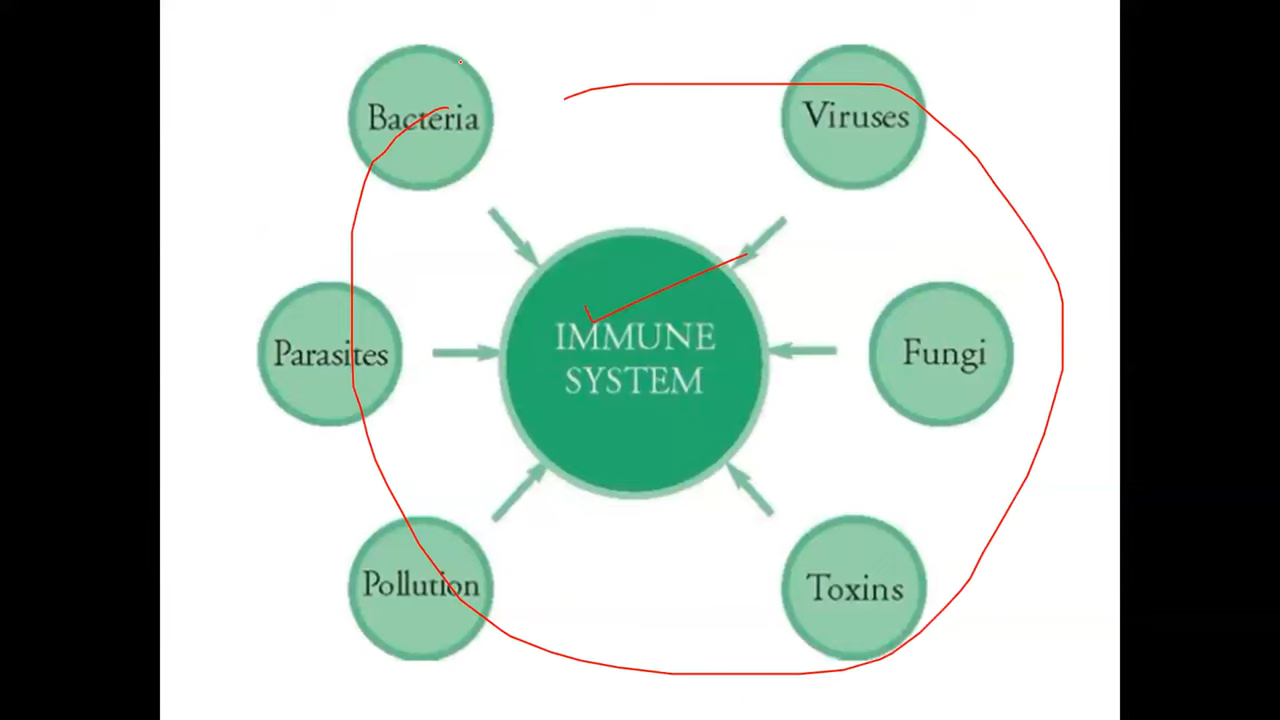 Bacteria
Viruses
IMMUNE
SYSTEM
Parasites
Fungi
Pollution
Toxins